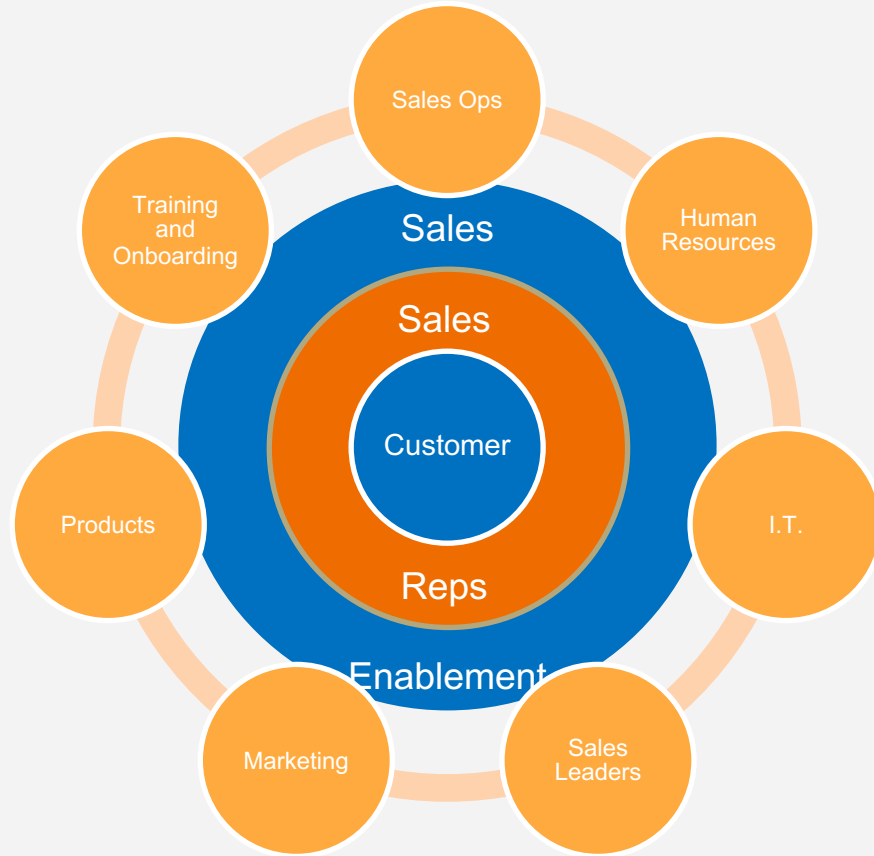 Sales Ops
Training
and
Onboarding
Human
Resources
Sales
Sales
Customer
Products
I.T.
Reps
Enablement
Marketing
Sales
Leaders